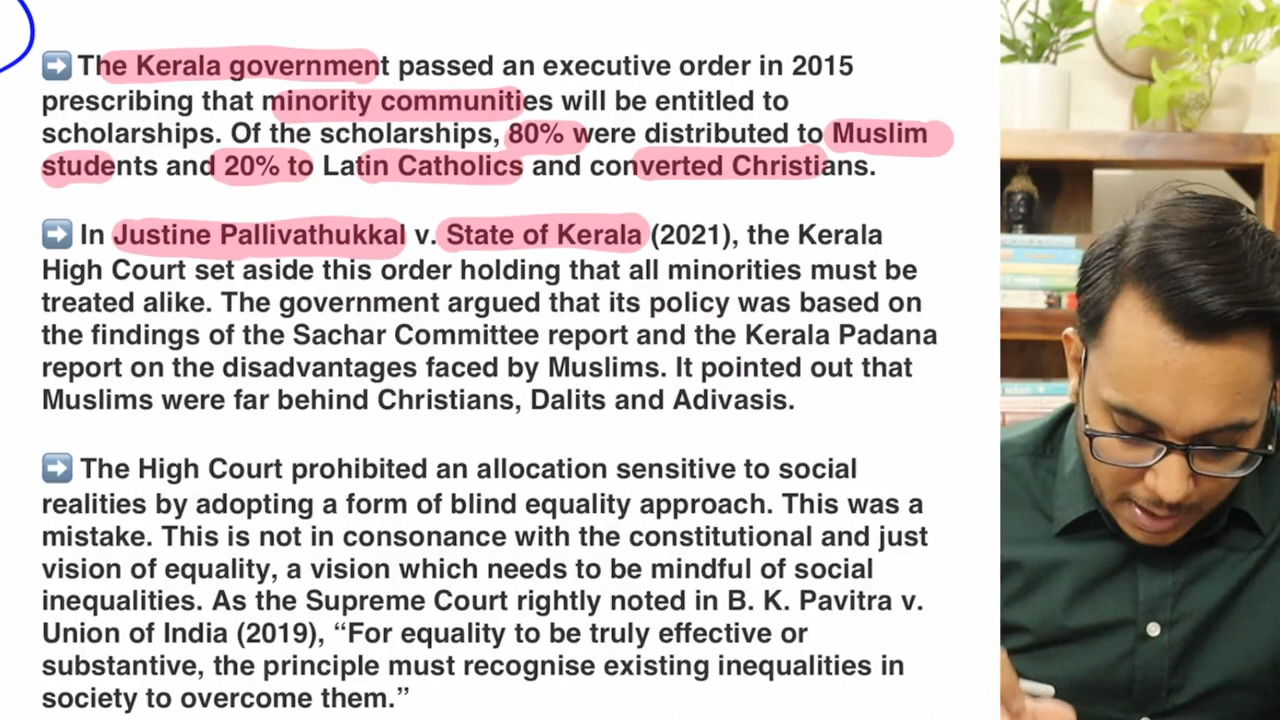 ➡️ The Kerala government passed an executive order in 2015
prescribing that minority communities will be entitled to
scholarships. Of the scholarships, 80% were distributed to Muslim
students and 20% to Latin Catholics and converted Christians.
➡️ In Justine Pallivathukkal v. State of Kerala (2021), the Kerala
High Court set aside this order holding that all minorities must be
treated alike. The government argued that its policy was based on
the findings of the Sachar Committee report and the Kerala Padana
report on the disadvantages faced by Muslims. It pointed out that
Muslims were far behind Christians, Dalits and Adivasis.
➡️ The High Court prohibited an allocation sensitive to social
realities by adopting a form of blind equality approach. This was a
mistake. This is not in consonance with the constitutional and just
vision of equality, a vision which needs to be mindful of social
inequalities. As the Supreme Court rightly noted in B. K. Pavitra v.
Union of India (2019), “For equality to be truly effective or
substantive, the principle must recognise existing inequalities in
society to overcome them.”